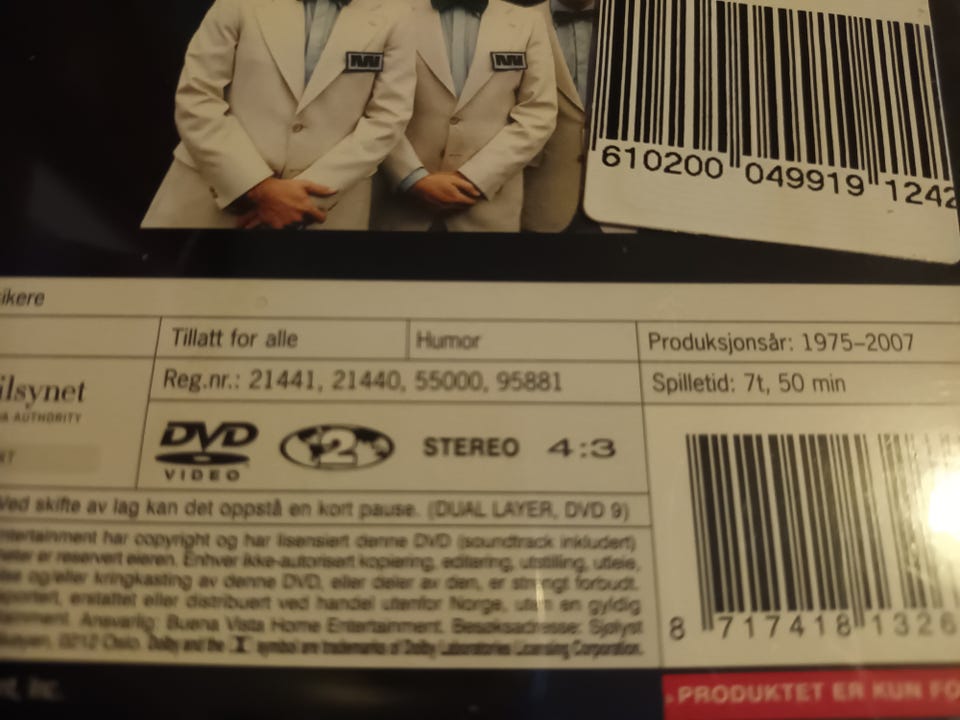 610200 049919 1242
ikere
Tillatt for alle
Humor
Produksjonsår: 1975–2007
ilsynet
A AUTHORITY
Reg.nr.: 21441, 21440, 55000, 95881
Spilletid: 7t, 50 min
DVD
VIDEO
2
STEREO
4:3
Ved skifte av lag kan det oppstå en kort pause. (DUAL LAYER, DVD 9)
ntertainment har copyright og har lisensiert denne DVD (soundtrack inkludert)
er reservert eieren. Enhver ikke-autorisert kopiering, editering, utstilling, utleie,
og/eller kringkasting av denne DVD, eller deler av den, er strengt forbudt.
erstattet eller distribuert ved handel utenfor Norge, uten en gyldig
Ansvarlig: Buena Vista Home Entertainment. Besøksadresse: Sjølyst
0212 Oslo. Dolby and the symbol are trademarks of Dolby Laboratories Licensing Corporation.
8 717418 1326
PRODUKTET ER KUN FO